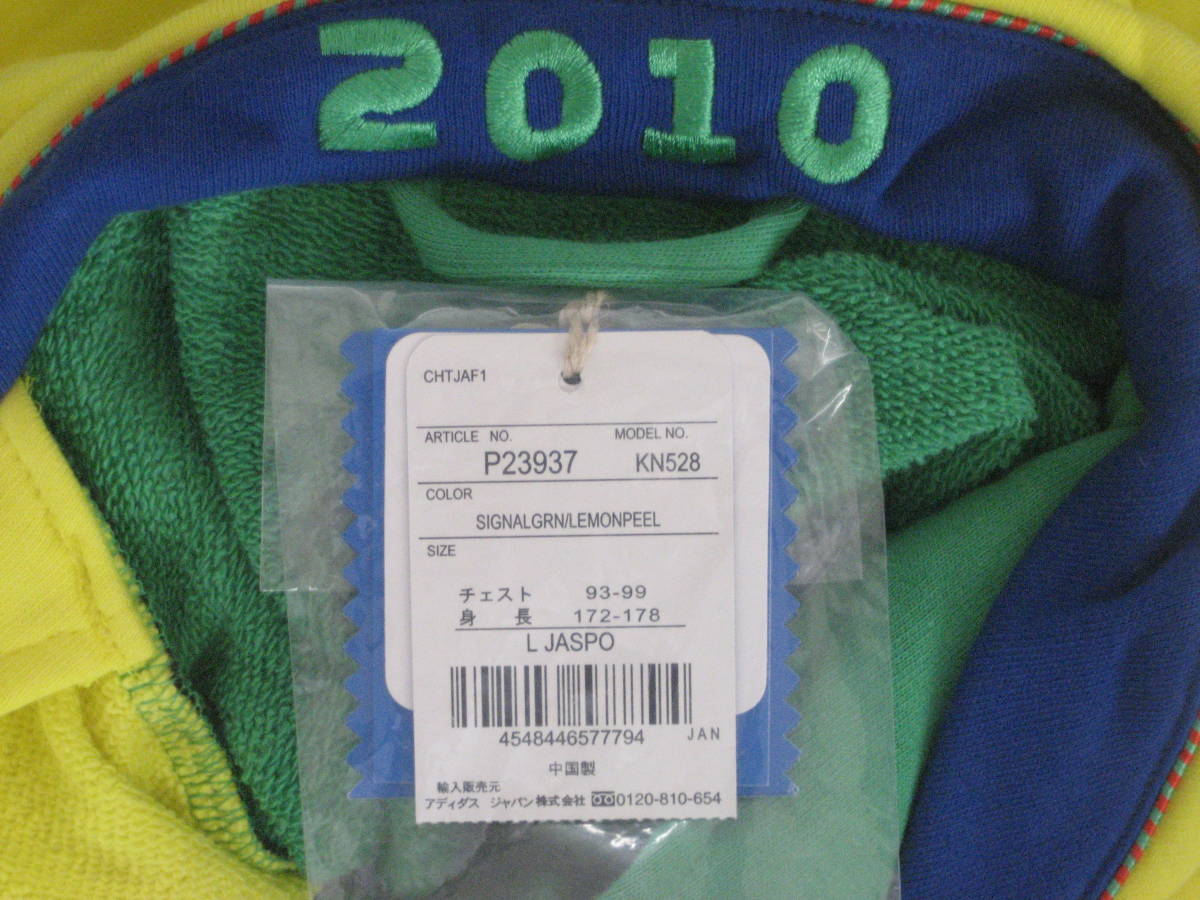 2010
CHTJAF1
ARTICLE NO. MODEL NO.
P23937 KN528
COLOR
SIGNALGRN/LEMONPEEL
SIZE
チェスト 93-99
身 長 172-178
L JASPO
4548446577794 JAN
中国製
輸入販売元
アディダス ジャパン株式会社 0120-810-654